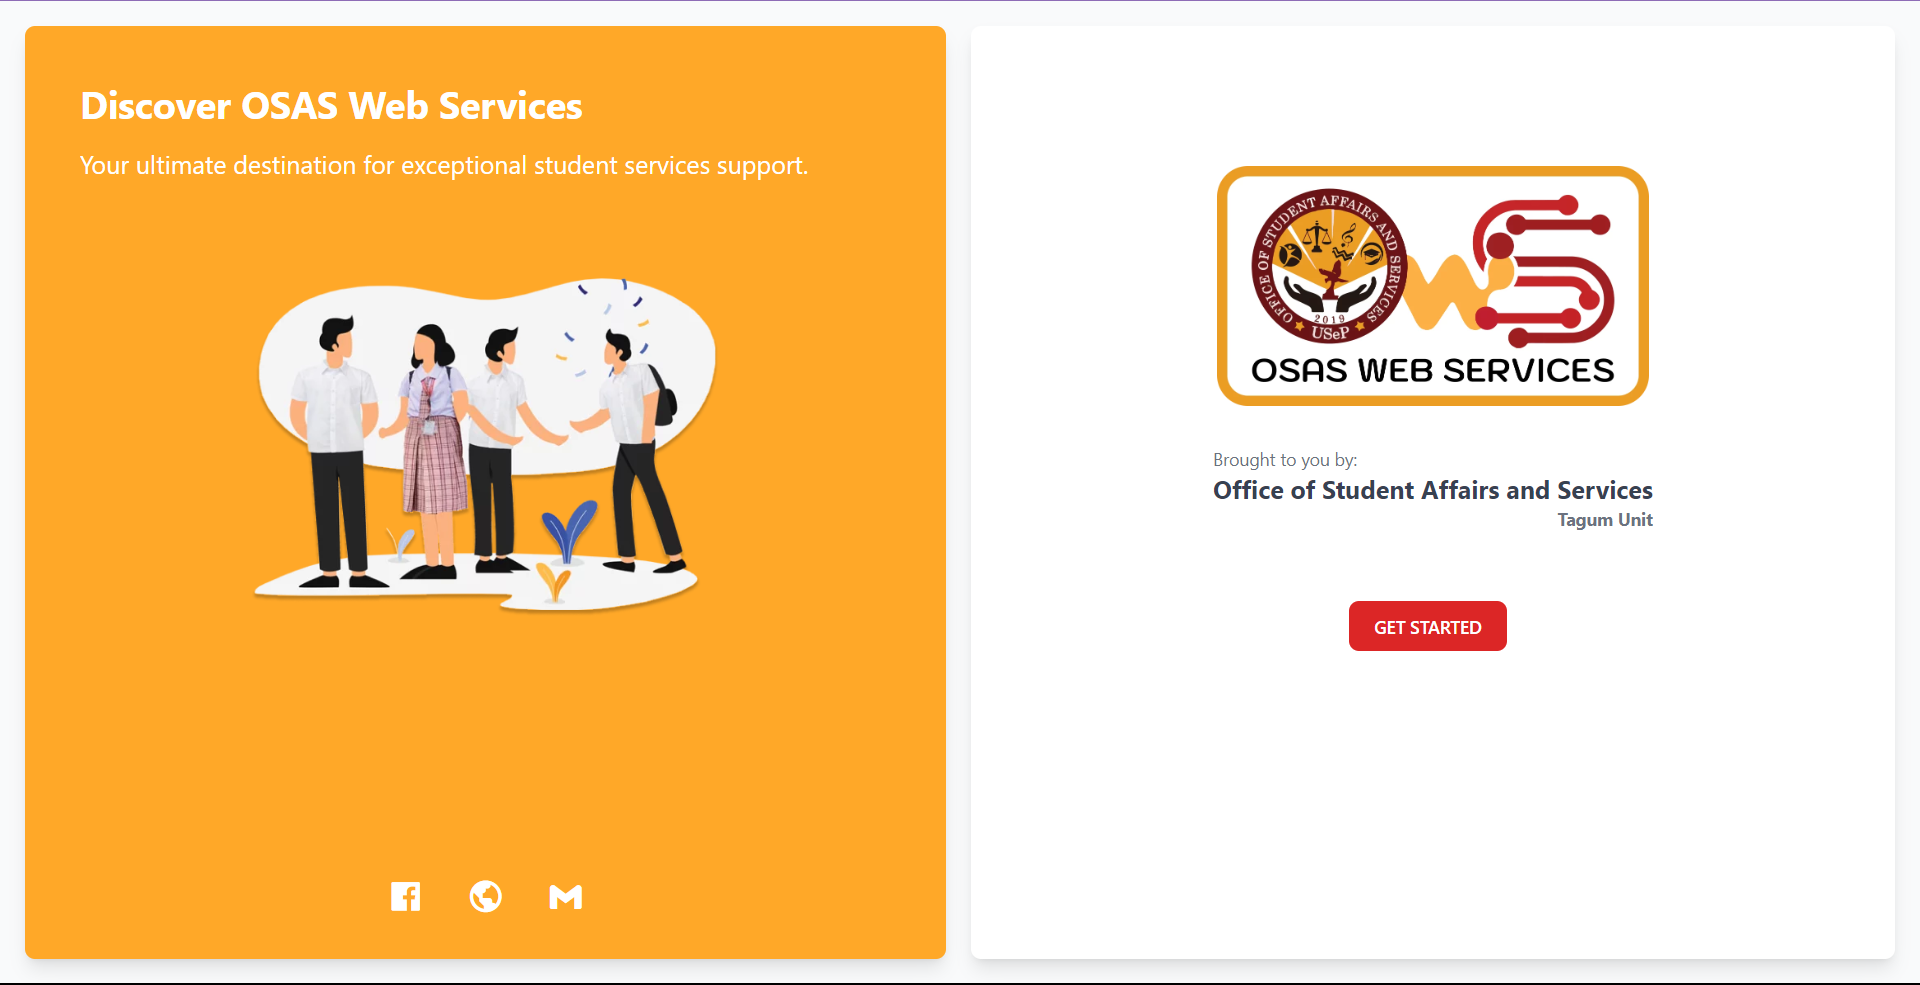 Discover OSAS Web Services
Your ultimate destination for exceptional student services support.
OFFICE OF STUDENT AFFAIRS AND SERVICES
2019
USeP
OSAS WEB SERVICES
Brought to you by:
Office of Student Affairs and Services
Tagum Unit
GET STARTED